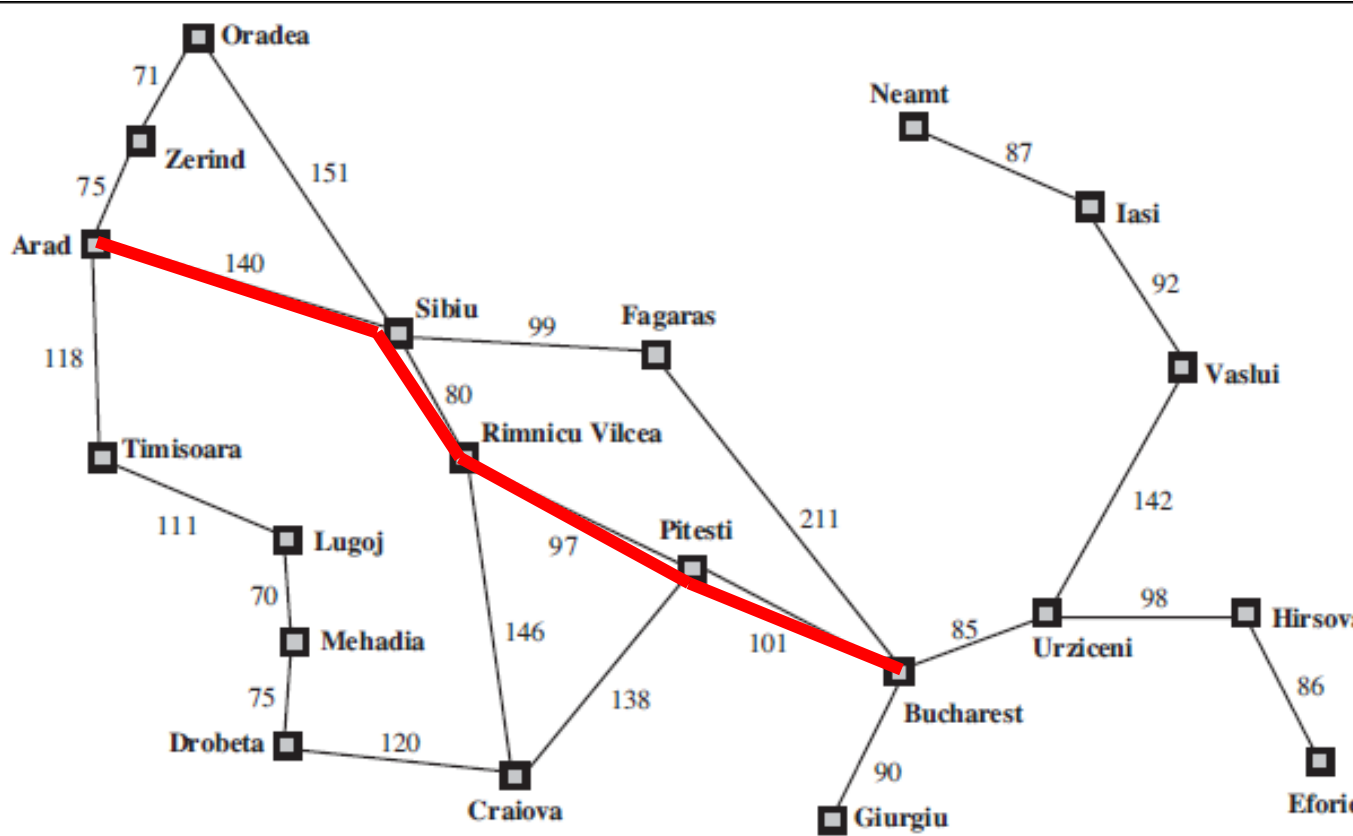 Oradea
71
Neamt
Zerind
87
151
75
Iasi
Arad
140
92
Sibiu
Fagaras
99
118
Vaslui
80
Rimnicu Vilcea
Timisoara
142
111
211
Pitesti
Lugoj
97
70
98
Hirsova
146
85
Mehadia
101
Urziceni
86
75
138
Bucharest
Drobeta
120
90
Craiova
Giurgiu
Eforie